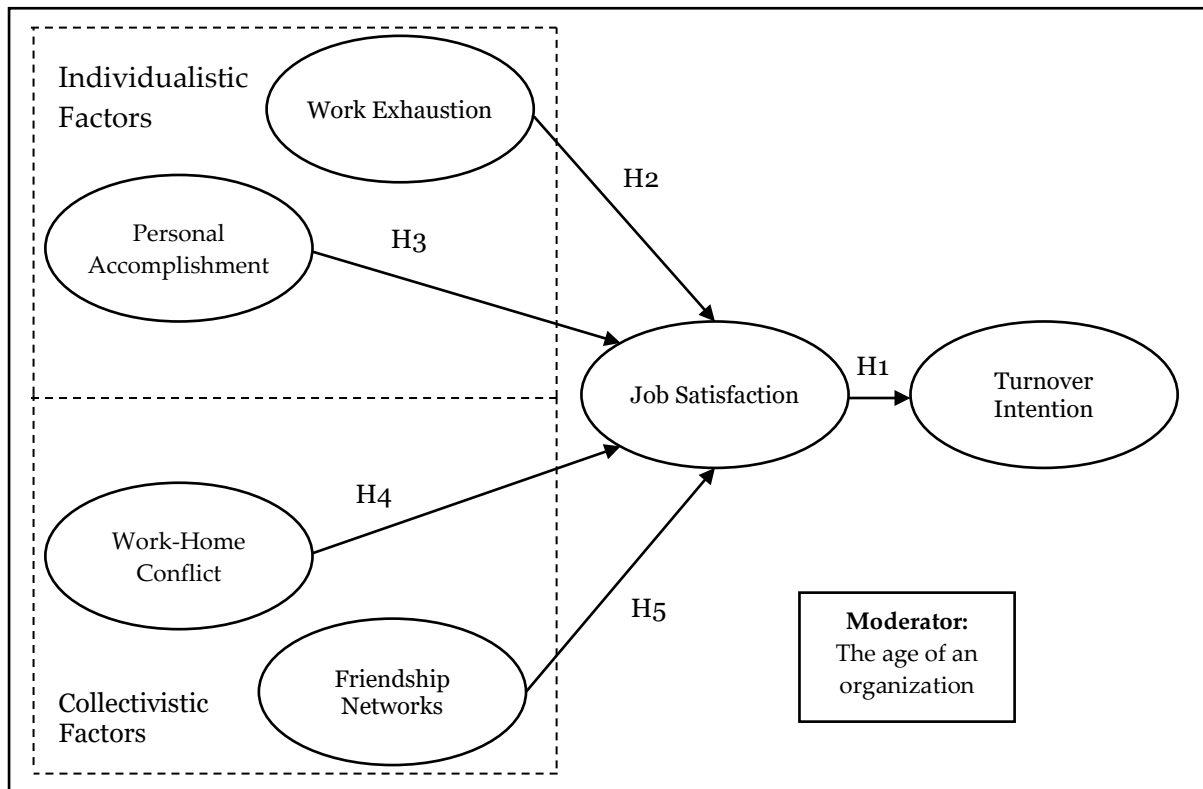 Individualistic
Factors
Work Exhaustion
H2
Personal
Accomplishment
H3
Job Satisfaction
H1
Turnover
Intention
H4
Work-Home
Conflict
H5
Moderator:
The age of an
organization
Friendship
Networks
Collectivistic
Factors